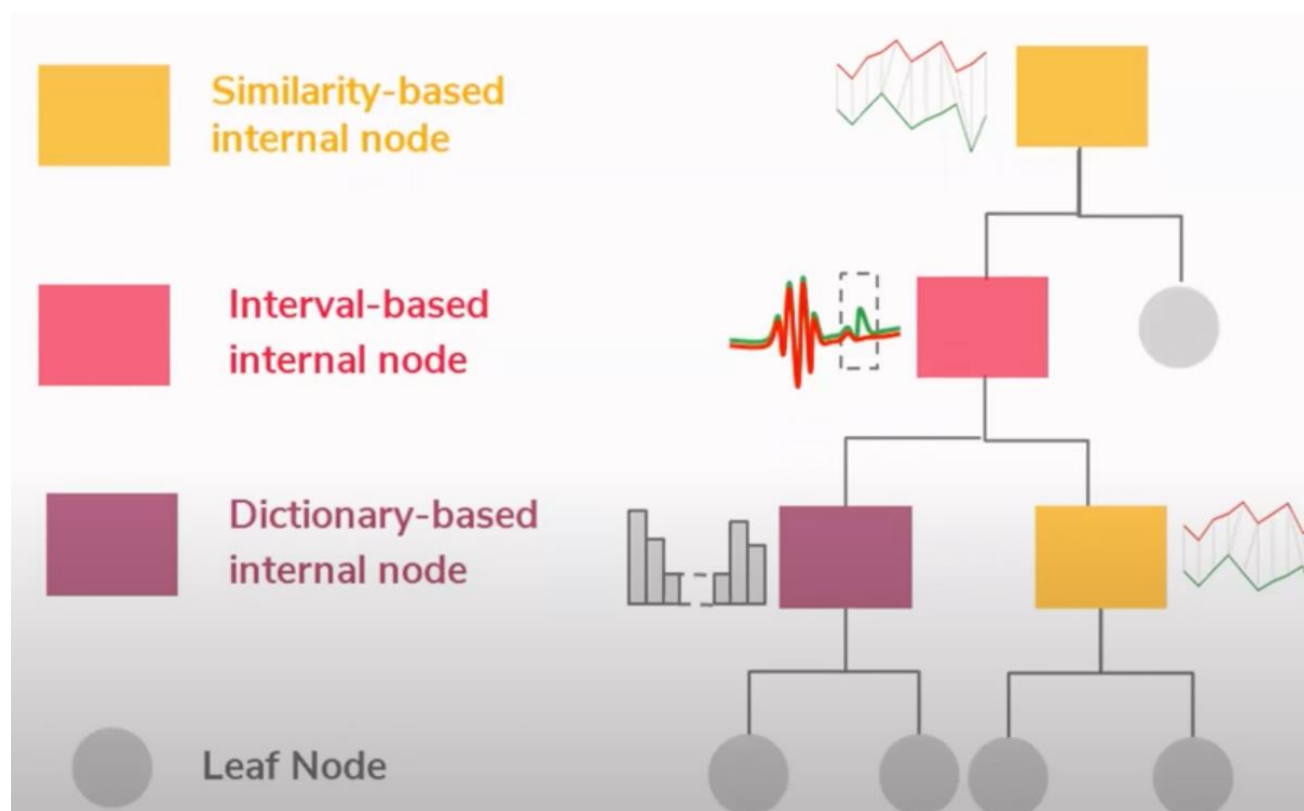 Similarity-based
internal node
Interval-based
internal node
Dictionary-based
internal node
Leaf Node